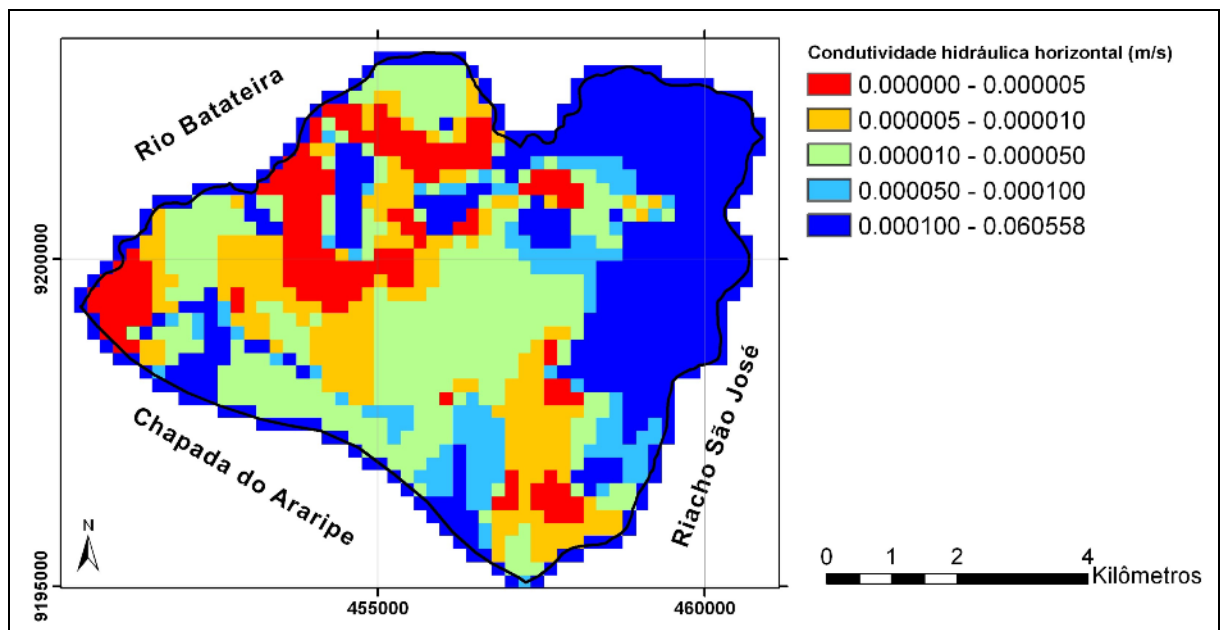 Condutividade hidráulica horizontal (m/s)
0.000000 - 0.000005
0.000005 - 0.000010
0.000010 - 0.000050
0.000050 - 0.000100
0.000100 - 0.060558
Rio Batateira
Chapada do Araripe
Riacho São José
N
9200000
9195000
455000
460000
0 1 2 4
Kilômetros